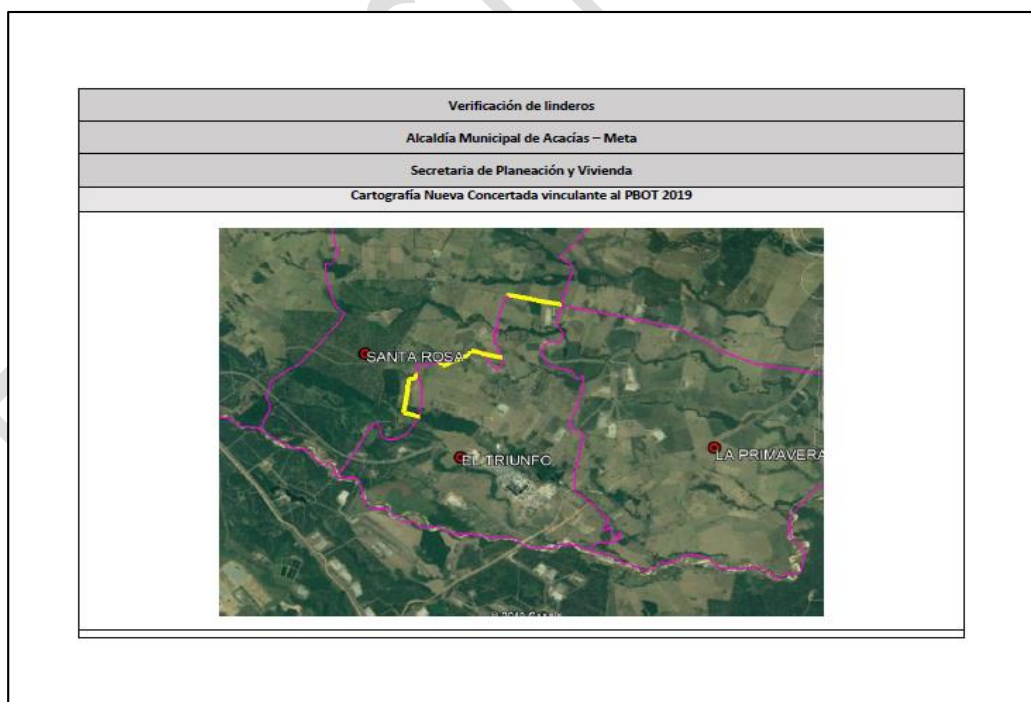 Verificación de linderos
Alcaldía Municipal de Acacías – Meta
Secretaria de Planeación y Vivienda
Cartografía Nueva Concertada vinculante al PBOT 2019
SANTA ROSA
EL TRIUNFO
LA PRIMAVERA